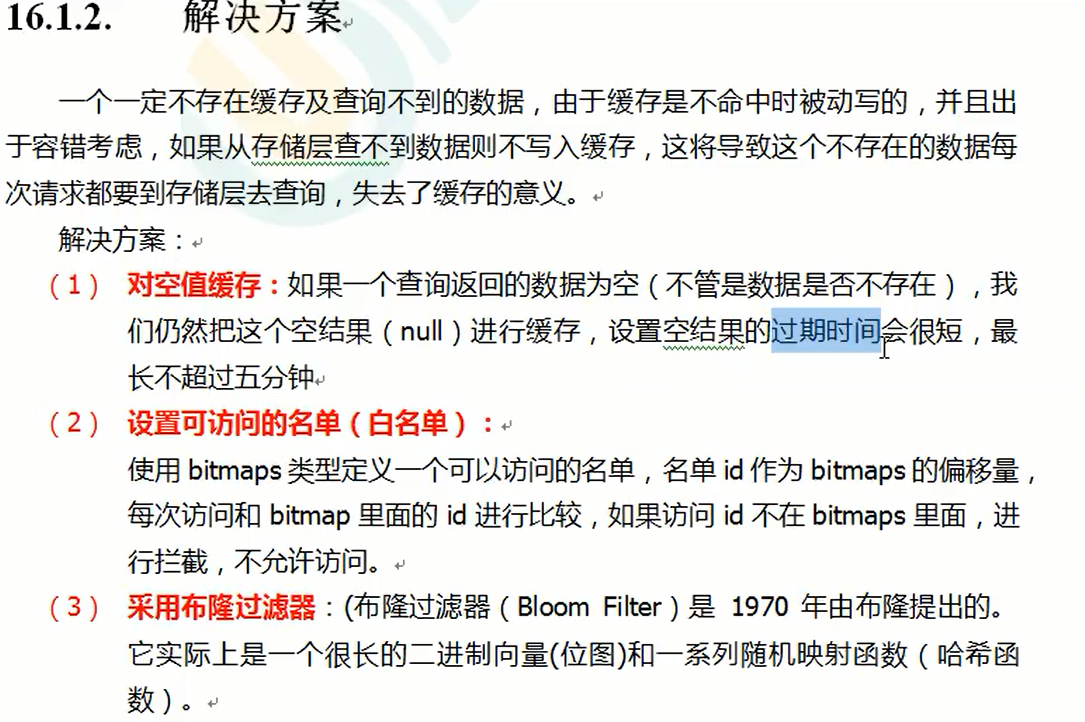 16.1.2. 解决方案
一个一定不存在缓存及查询不到的数据，由于缓存是不命中时被动写的，并且出
于容错考虑，如果从存储层查不到数据则不写入缓存，这将导致这个不存在的数据每
次请求都要到存储层去查询，失去了缓存的意义。
解决方案：
（1） 对空值缓存：如果一个查询返回的数据为空（不管是数据是否不存在），我
们仍然把这个空结果（null）进行缓存，设置空结果的过期时间会很短，最
长不超过五分钟
（2） 设置可访问的名单（白名单）：
使用 bitmaps 类型定义一个可以访问的名单，名单 id 作为 bitmaps 的偏移量，
每次访问和 bitmap 里面的 id 进行比较，如果访问 id 不在 bitmaps 里面，进
行拦截，不允许访问。
（3） 采用布隆过滤器：(布隆过滤器（Bloom Filter）是 1970 年由布隆提出的。
它实际上是一个很长的二进制向量(位图)和一系列随机映射函数（哈希函
数）。